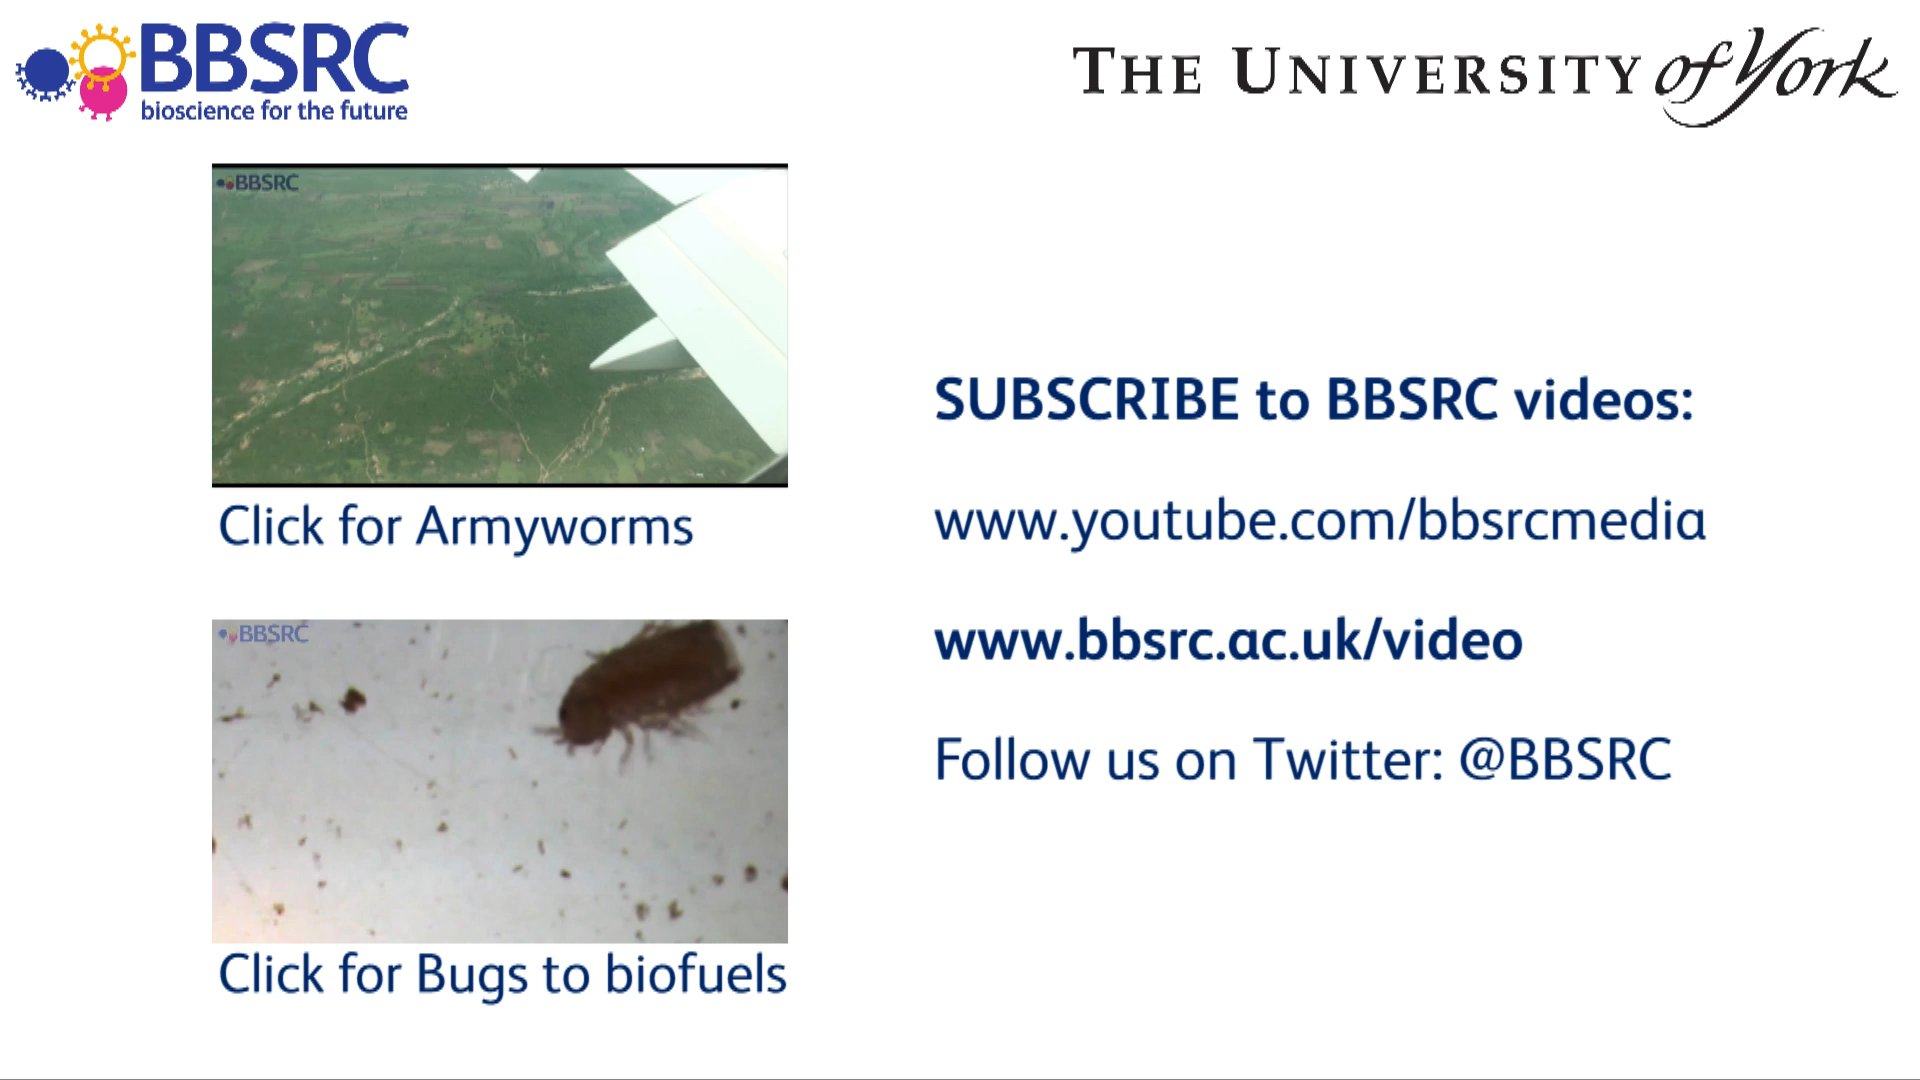 BBSRC
bioscience for the future
THE UNIVERSITY of York
BBSRC
Click for Armyworms
BBSRC
Click for Bugs to biofuels
SUBSCRIBE to BBSRC videos:
www.youtube.com/bbsrcmedia
www.bbsrc.ac.uk/video
Follow us on Twitter: @BBSRC